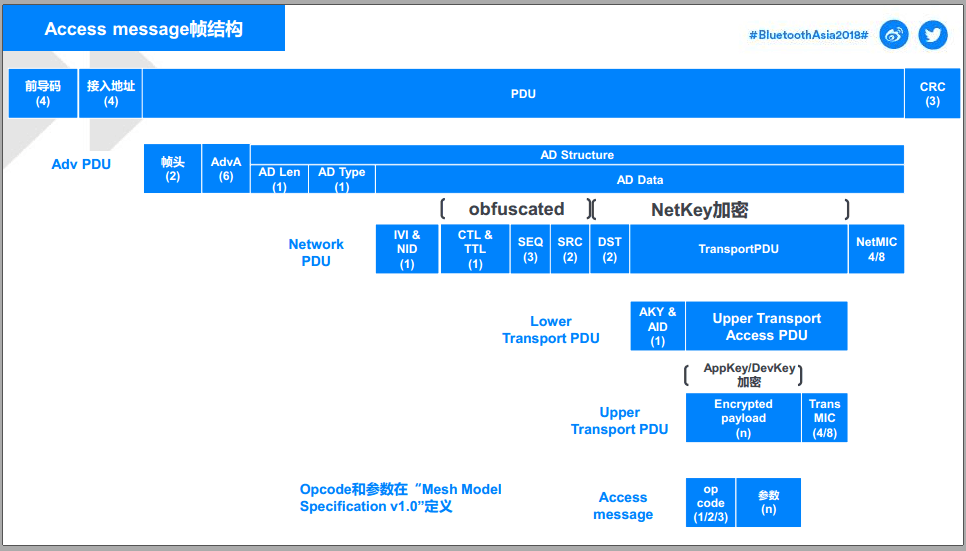 Access message帧结构
#BluetoothAsia2018#
前导码
(4)
接入地址
(4)
PDU
CRC
(3)
Adv PDU
帧头
(2)
AdvA
(6)
AD Structure
AD Len
(1)
AD Type
(1)
AD Data
obfuscated
NetKey加密
Network
PDU
IVI &
NID
(1)
CTL &
TTL
(1)
SEQ
(3)
SRC
(2)
DST
(2)
TransportPDU
NetMIC
4/8
Lower
Transport PDU
AKY &
AID
(1)
Upper Transport
Access PDU
AppKey/DevKey
加密
Upper
Transport PDU
Encrypted
payload
(n)
Trans
MIC
(4/8)
Opcode和参数在“Mesh Model
Specification v1.0”定义
Access
message
op
code
(1/2/3)
参数
(n)